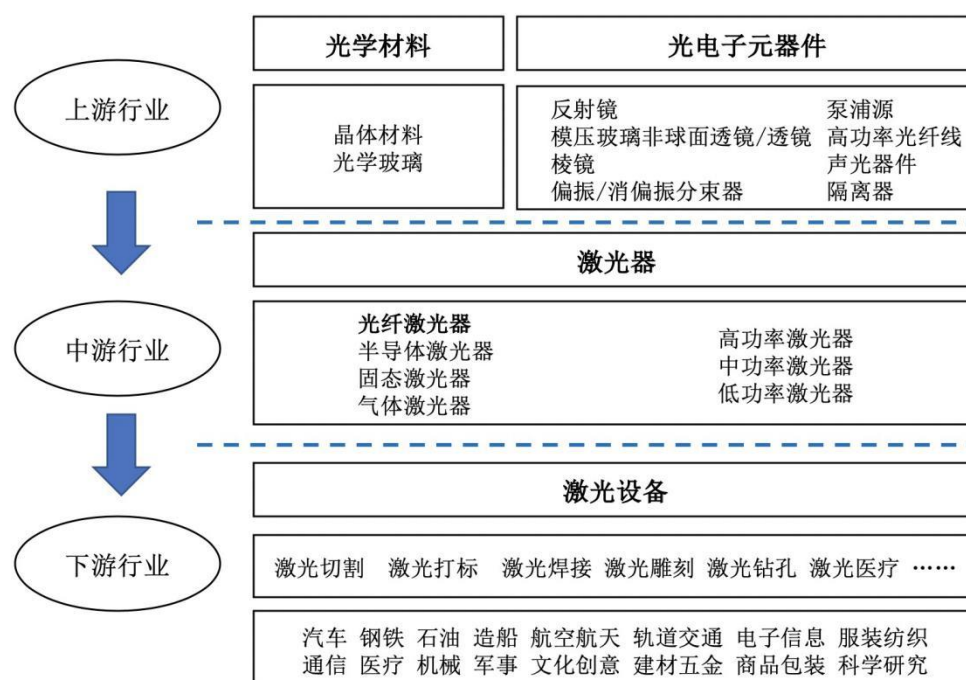 光学材料
光电子元器件
上游行业
晶体材料
光学玻璃
反射镜
模压玻璃非球面透镜/透镜
棱镜
偏振/消偏振分束器
泵浦源
高功率光纤线
声光器件
隔离器
激光器
中游行业
光纤激光器
半导体激光器
固态激光器
气体激光器
高功率激光器
中功率激光器
低功率激光器
激光设备
下游行业
激光切割 激光打标 激光焊接 激光雕刻 激光钻孔 激光医疗 ……
汽车 钢铁 石油 造船 航空航天 轨道交通 电子信息 服装纺织
通信 医疗 机械 军事 文化创意 建材五金 商品包装 科学研究